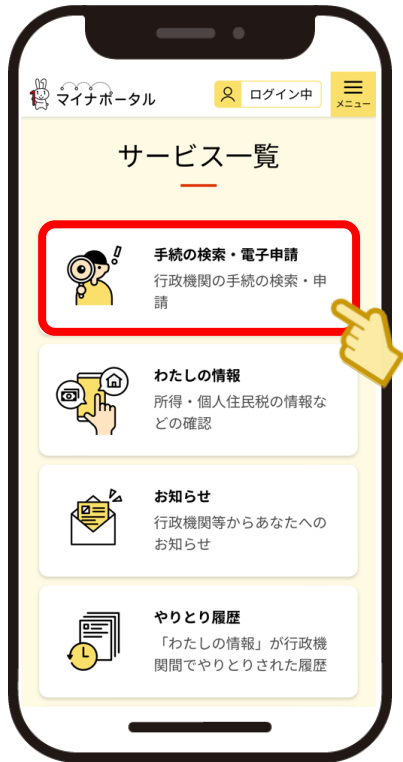 マイナポータル
ログイン中
メニュー
サービス一覧
手続の検索・電子申請
行政機関の手続の検索・申
請
わたしの情報
所得・個人住民税の情報な
どの確認
お知らせ
行政機関等からあなたへの
お知らせ
やりとり履歴
「わたしの情報」が行政機
関間でやりとりされた履歴